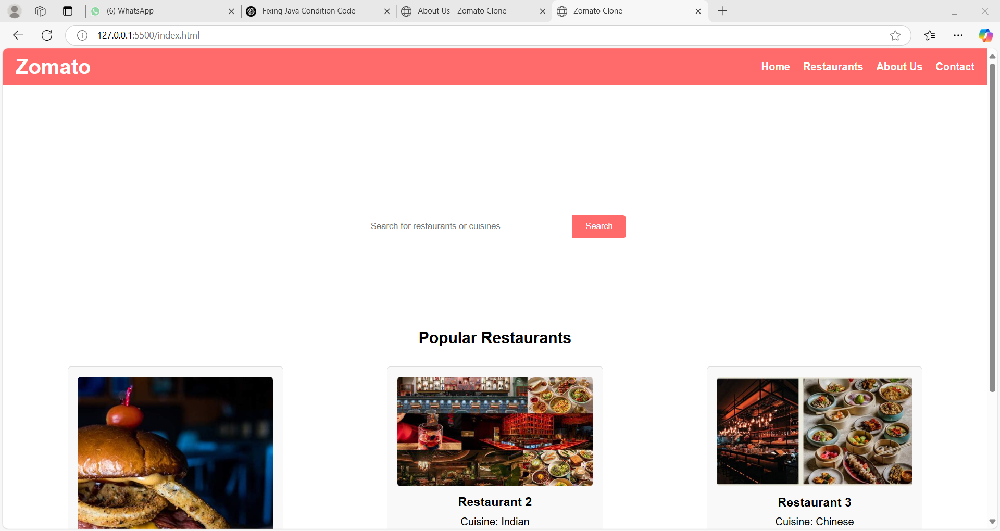 (6) WhatsApp
Fixing Java Condition Code
About Us - Zomato Clone
Zomato Clone
127.0.0.1:5500/index.html
Zomato
Home Restaurants About Us Contact
Search for restaurants or cuisines...
Search
Popular Restaurants
Restaurant 2
Cuisine: Indian
Restaurant 3
Cuisine: Chinese